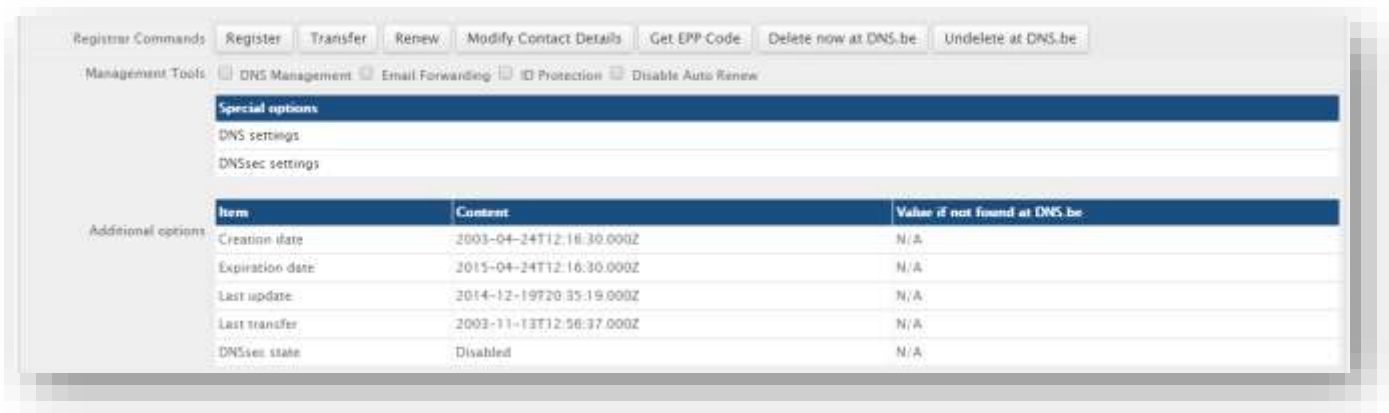 Registrar Commands Register Transfer Renew Modify Contact Details Get EPP Code Delete now at DNS.be Undelete at DNS.be
Management Tools DNS Management Email Forwarding ID Protection Disable Auto Renew
Special options
DNS settings
DNSsec settings
Additional options
Item Content Value if not found at DNS.be
Creation date 2003-04-24T12:16:30.000Z N/A
Expiration date 2015-04-24T12:16:30.000Z N/A
Last update 2014-12-19T20:35:19.000Z N/A
Last transfer 2003-11-13T12:56:37.000Z N/A
DNSsec state Disabled N/A